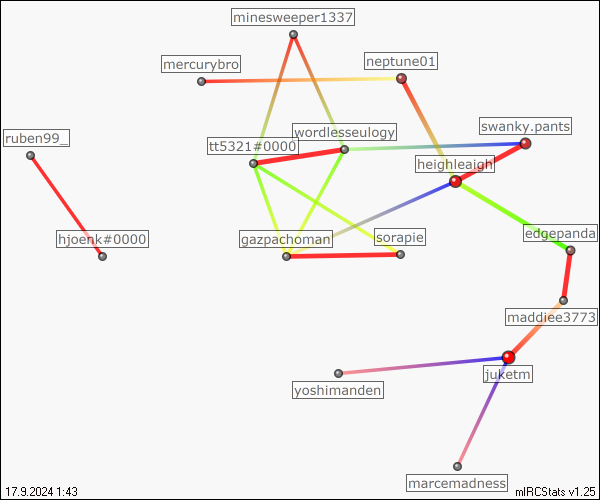 minesweeper1337
mercurybro
neptune01
swanky.pants
wordlesseulogy
ruben99_
tt5321#0000
heighleaigh
edgepanda
hjoenk#0000
gazpachoman
sorapie
maddiee3773
juketm
yoshimanden
marcemadness
17.9.2024 1:43
mIRCStats v1.25